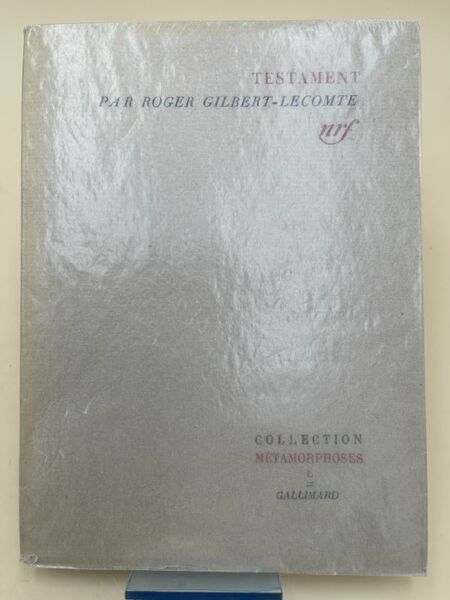 TESTAMENT
PAR ROGER GILBERT-LECOMTE
nrf
COLLECTION
MÉTAMORPHOSES
L
GALLIMARD